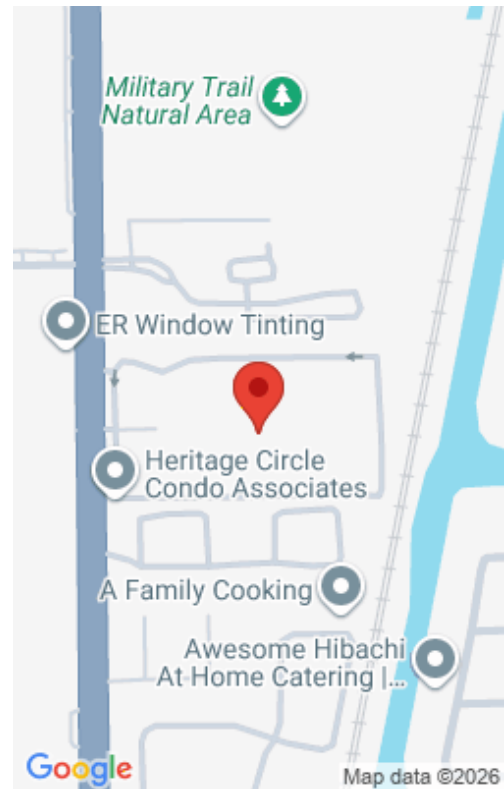 Military Trail
Natural Area
ER Window Tinting
Heritage Circle
Condo Associates
A Family Cooking
Awesome Hibachi
At Home Catering |...
Google
Map data ©2026